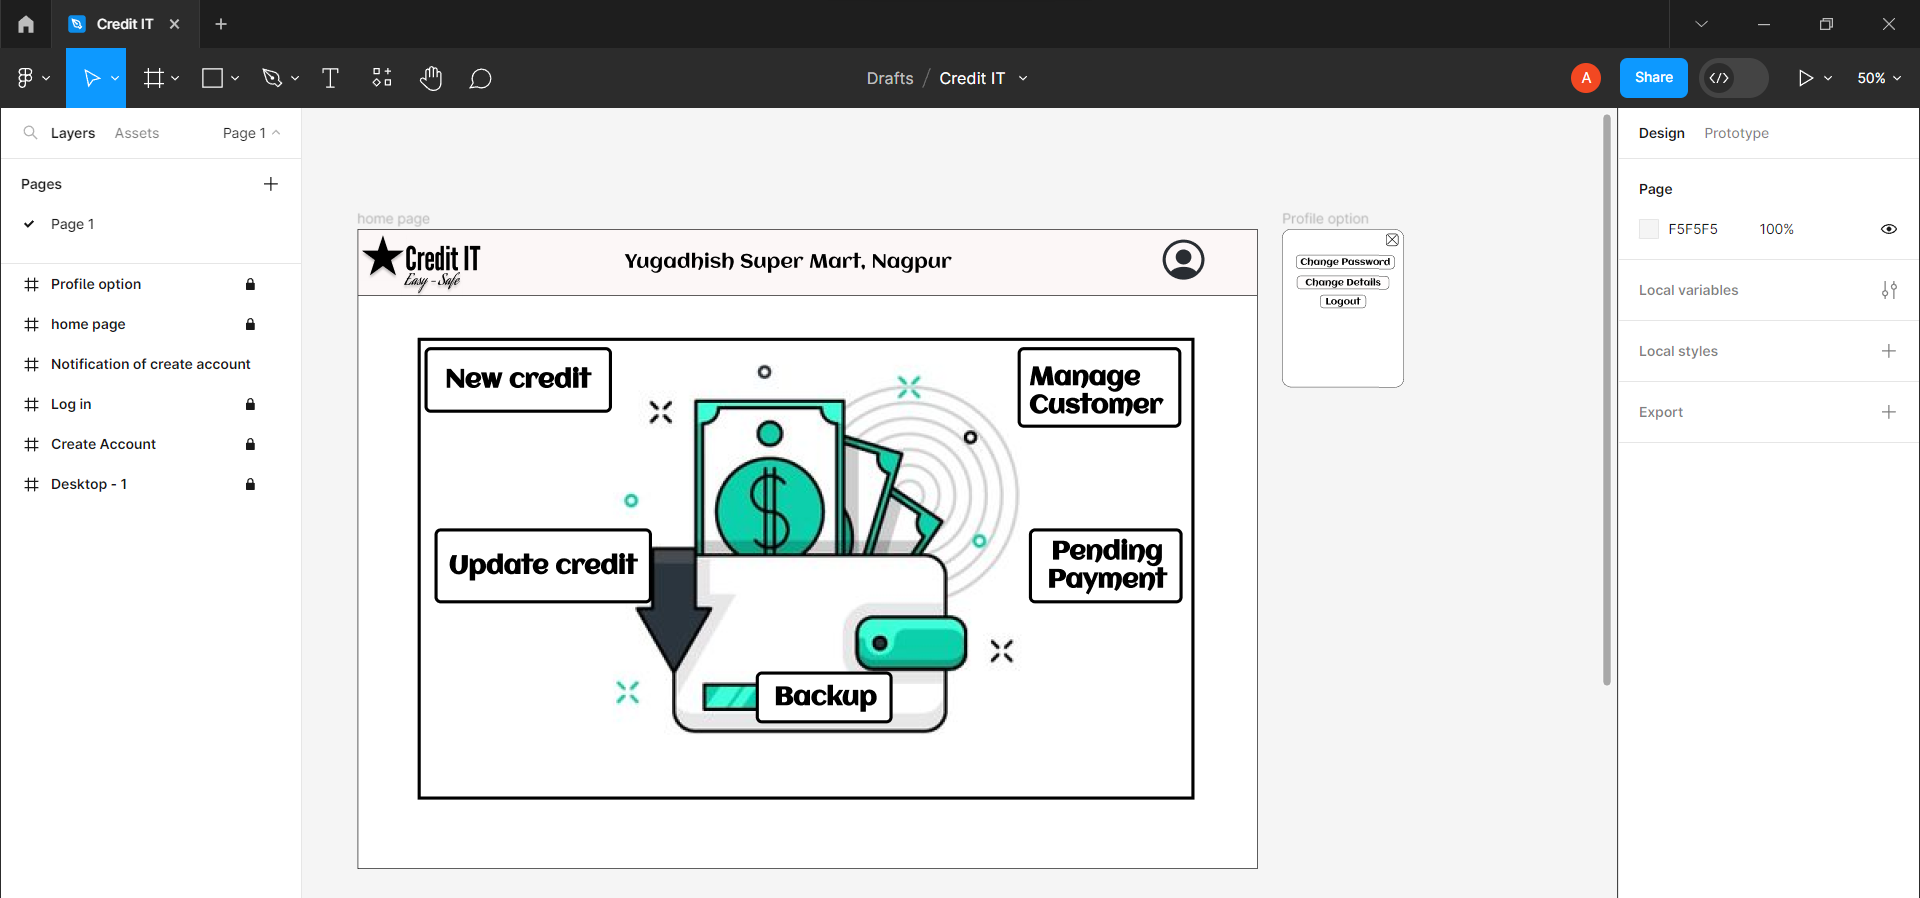 Credit IT
Drafts / Credit IT
A
Share
50%
Layers
Assets
Page 1
Pages
Page 1
Profile option
home page
Notification of create account
Log in
Create Account
Desktop - 1
home page
Credit IT
Easy - Safe
Yugadhish Super Mart, Nagpur
New credit
Manage
Customer
Update credit
Pending
Payment
$
Backup
Profile option
Change Password
Change Details
Logout
Design
Prototype
Page
F5F5F5
100%
Local variables
Local styles
Export